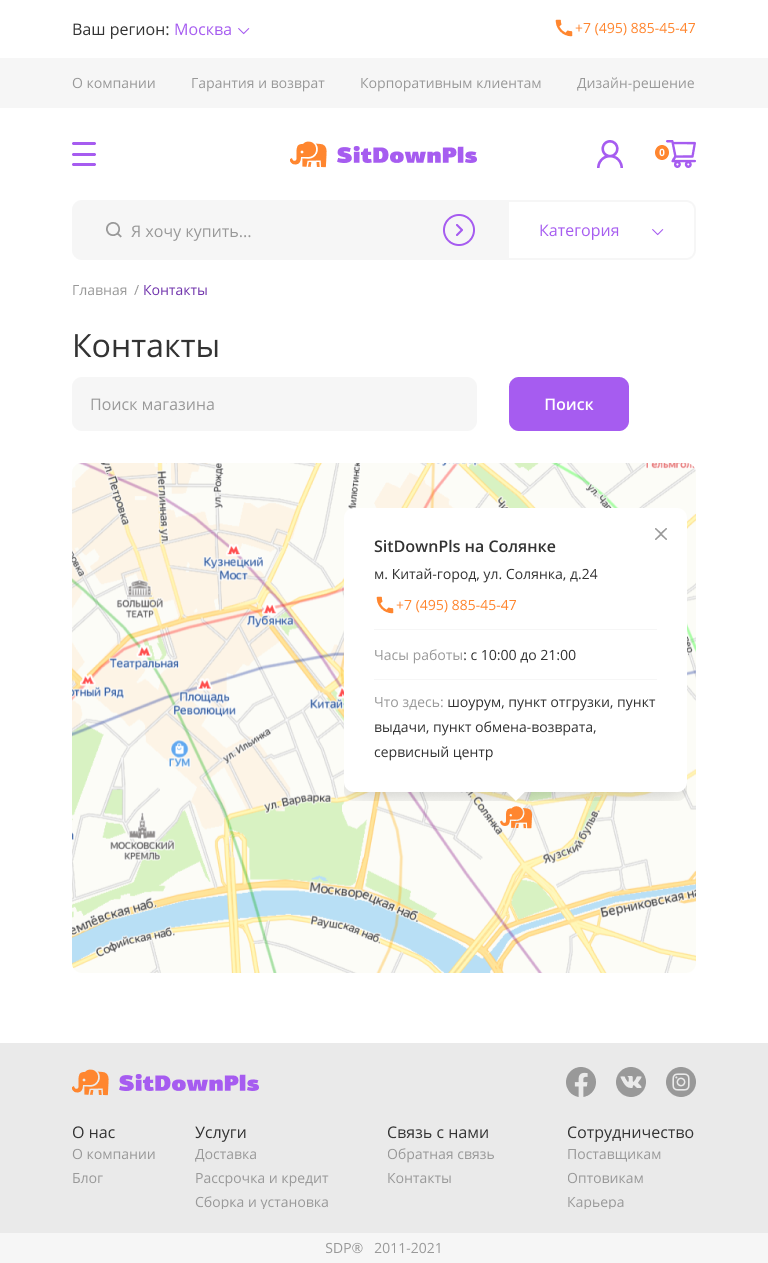 Ваш регион: Москва
+7 (495) 885-45-47
О компании Гарантия и возврат Корпоративным клиентам Дизайн-решение
SitDownPls
0
Я хочу купить...
Категория
Главная / Контакты
Контакты
Поиск магазина
Поиск
ул. Петровка
Неглинная ул.
ул. Рожде
Кузнецкий
Мост
БОЛЬШОЙ
ТЕАТР
Лубянка
Театральная
тный Ряд
Площадь
Революции
Китай
ГУМ
ул. Ильинка
ул. Варварка
МОСКОВСКИЙ
КРЕМЛЬ
SitDownPls на Солянке
м. Китай-город, ул. Солянка, д.24
+7 (495) 885-45-47
Часы работы: с 10:00 до 21:00
Что здесь: шоурум, пункт отгрузки, пункт
выдачи, пункт обмена-возврата,
сервисный центр
Солянка
Яузский бульв.
Москворецкая наб.
Раушская наб.
Берниковская н
емлёвская наб.
Софийская наб.
SitDownPls
О нас
О компании
Блог
Услуги
Доставка
Рассрочка и кредит
Сборка и установка
Связь с нами
Обратная связь
Контакты
Сотрудничество
Поставщикам
Оптовикам
Карьера
SDP® 2011-2021